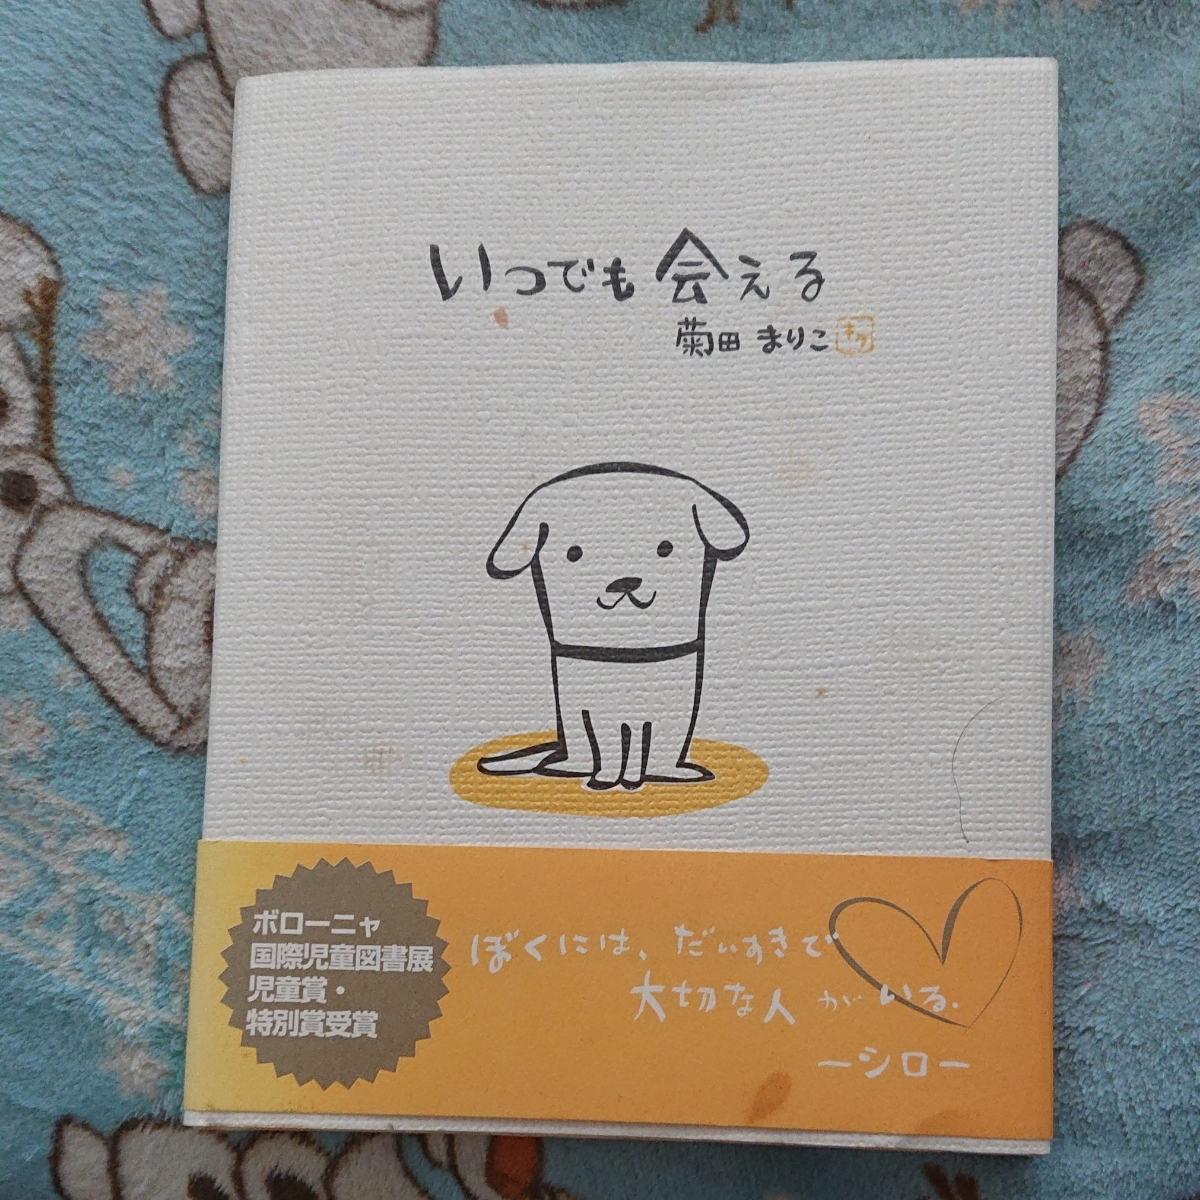 いつでも会える
菊田まりこ
ボローニャ
国際児童図書展
児童賞・
特別賞受賞
ぼくには、だいすきで
大切な人がいる.
ーシロー